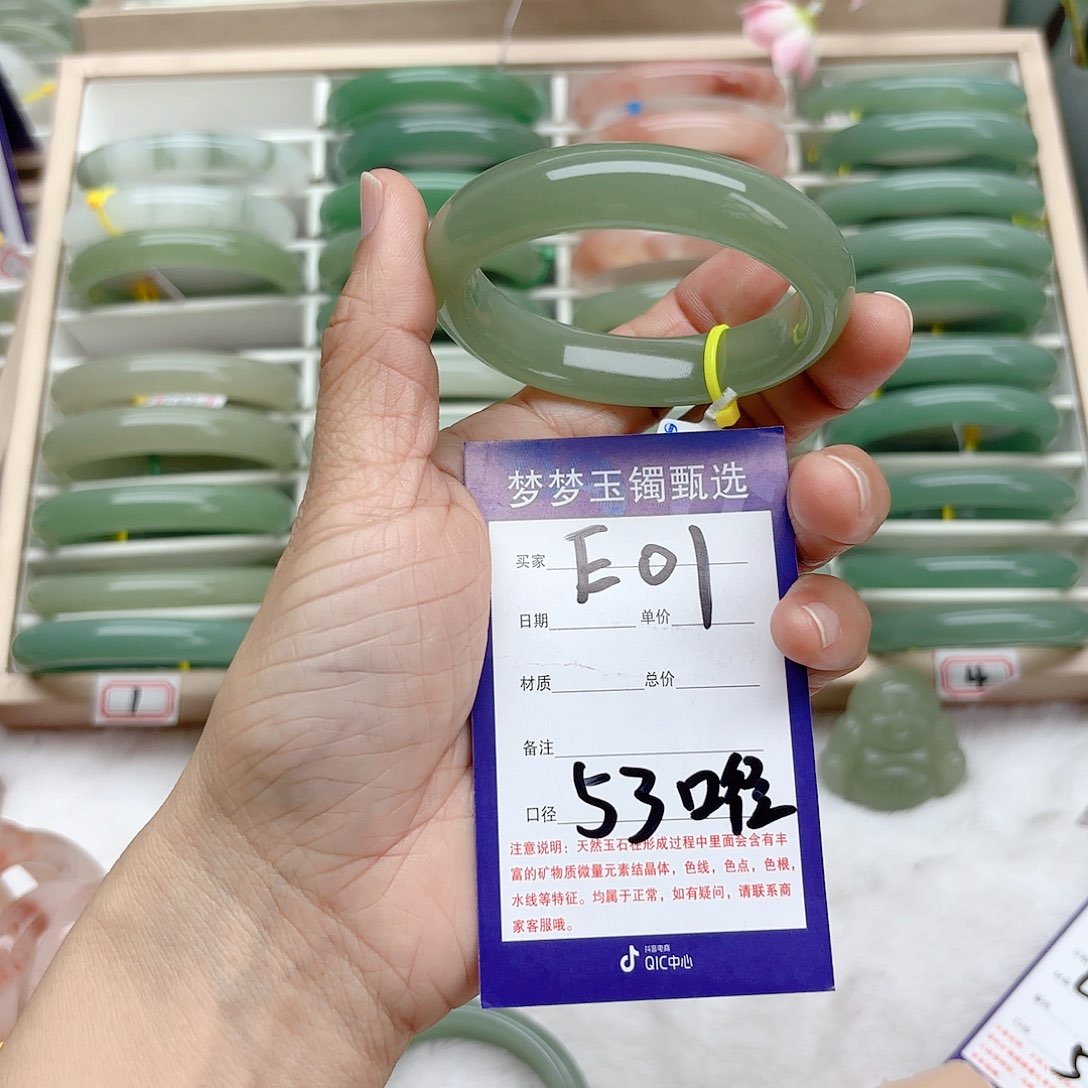 梦梦玉镯甄选
买家 E01
日期 单价
材质 总价
备注
口径 53口径
注意说明：天然玉石在形成过程中里面会含有丰
富的矿物质微量元素结晶体，色线，色点，色根，
水线等特征。均属于正常，如有疑问，请联系商
家客服哦。
抖音电商
QIC中心
1
4